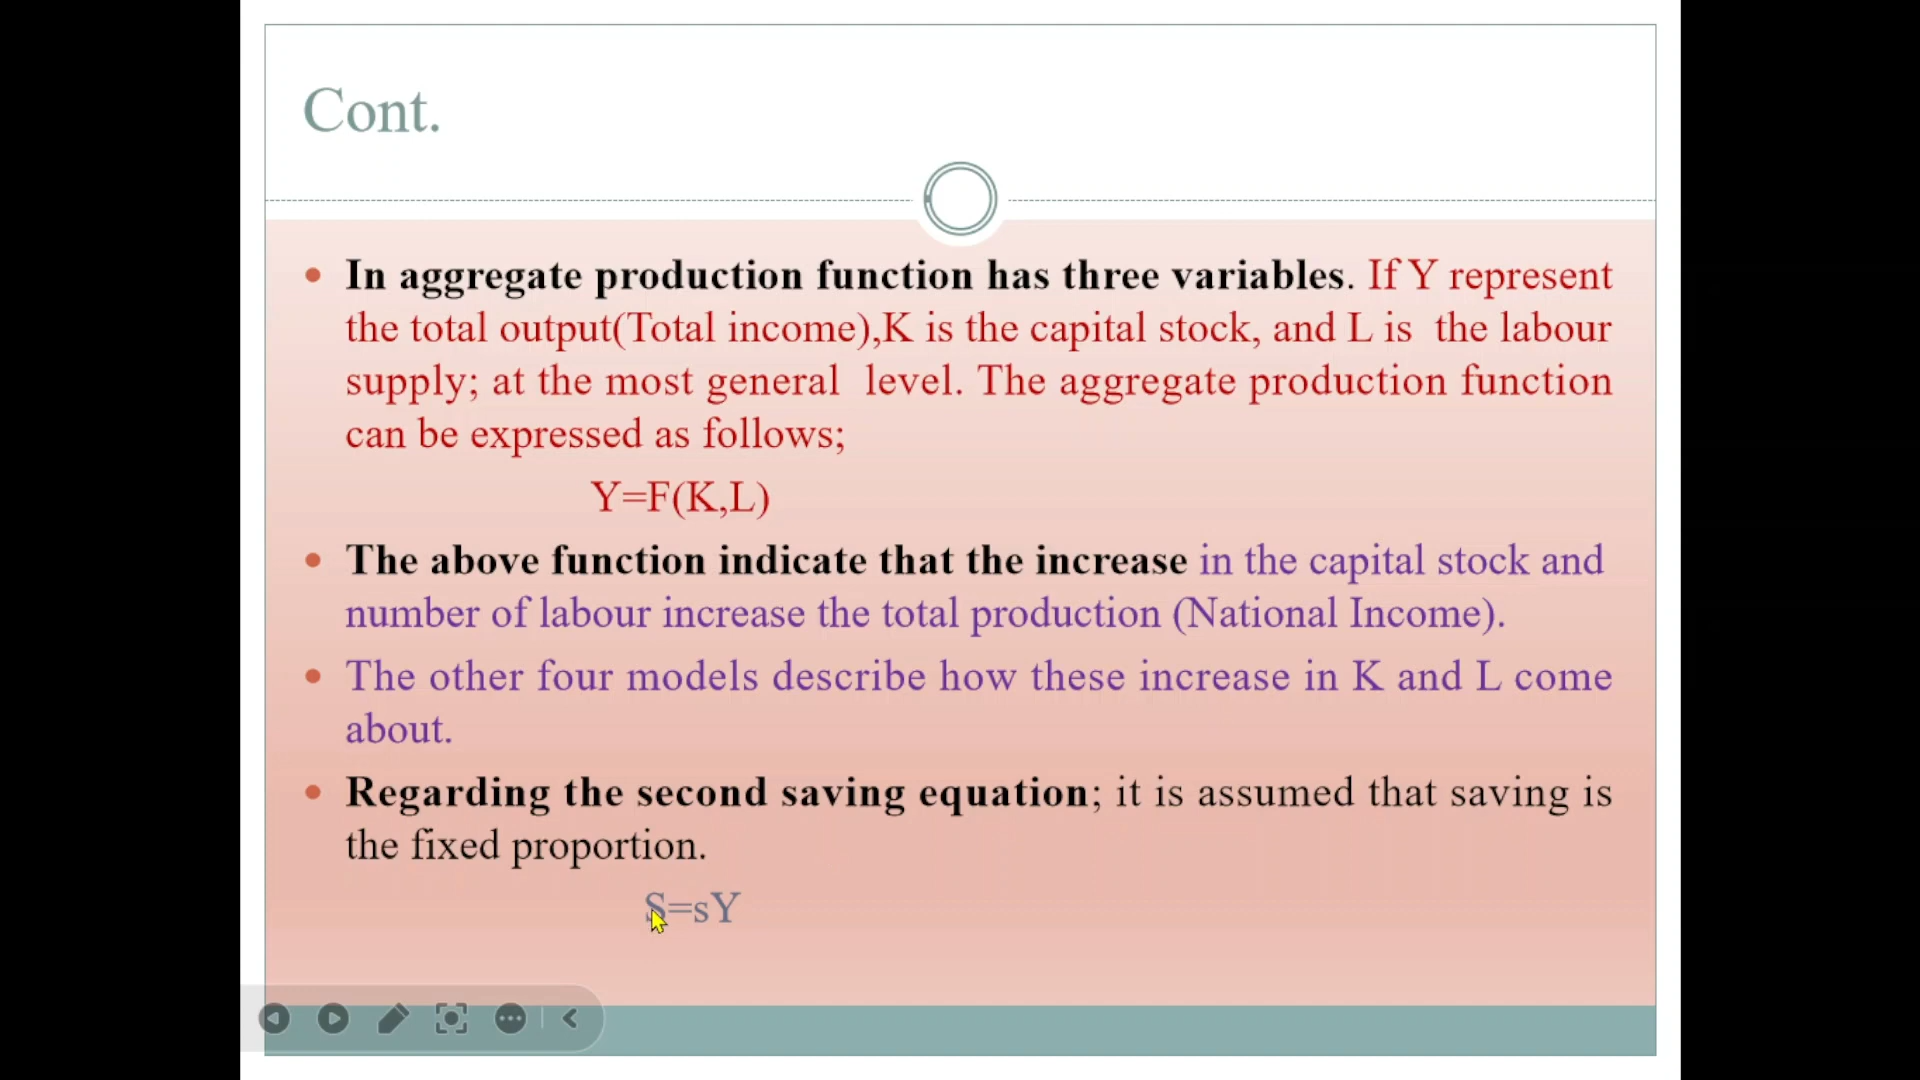 Cont.
In aggregate production function has three variables. If Y represent
the total output(Total income),K is the capital stock, and L is the labour
supply; at the most general level. The aggregate production function
can be expressed as follows;
Y=F(K,L)
The above function indicate that the increase in the capital stock and
number of labour increase the total production (National Income).
The other four models describe how these increase in K and L come
about.
Regarding the second saving equation; it is assumed that saving is
the fixed proportion.
S=sY